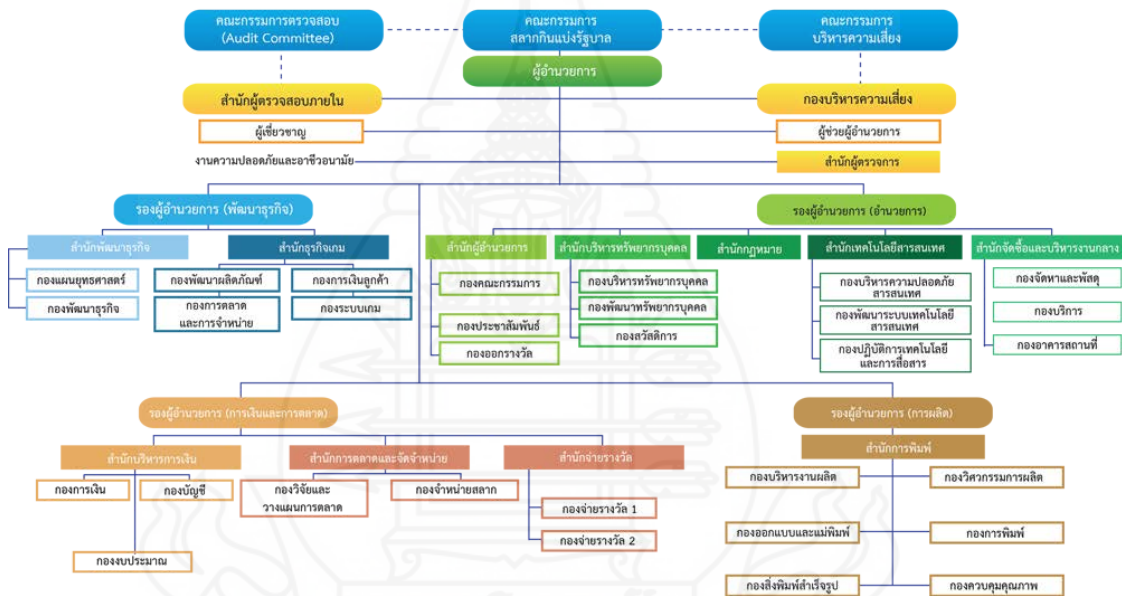 คณะกรรมการตรวจสอบ
(Audit Committee)
คณะกรรมการ
สลากกินแบ่งรัฐบาล
คณะกรรมการ
บริหารความเสี่ยง
ผู้อำนวยการ
สำนักผู้ตรวจสอบภายใน
กองบริหารความเสี่ยง
ผู้เชี่ยวชาญ
ผู้ช่วยผู้อำนวยการ
งานความปลอดภัยและอาชีวอนามัย
สำนักผู้ตรวจการ
รองผู้อำนวยการ (พัฒนาธุรกิจ)
รองผู้อำนวยการ (อำนวยการ)
สำนักพัฒนาธุรกิจ
สำนักธุรกิจเกม
กองแผนยุทธศาสตร์
กองพัฒนาธุรกิจ
กองพัฒนาผลิตภัณฑ์
กองการตลาด
และการจำหน่าย
กองการเงินลูกค้า
กองระบบเกม
สำนักผู้อำนวยการ
สำนักบริหารทรัพยากรบุคคล
สำนักกฎหมาย
สำนักเทคโนโลยีสารสนเทศ
สำนักจัดซื้อและบริหารงานกลาง
กองคณะกรรมการ
กองประชาสัมพันธ์
กองออกรางวัล
กองบริหารทรัพยากรบุคคล
กองพัฒนาทรัพยากรบุคคล
กองสวัสดิการ
กองบริหารความปลอดภัย
สารสนเทศ
กองพัฒนาระบบเทคโนโลยี
สารสนเทศ
กองปฏิบัติการเทคโนโลยี
และการสื่อสาร
กองจัดหาและพัสดุ
กองบริการ
กองอาคารสถานที่
รองผู้อำนวยการ (การเงินและการตลาด)
รองผู้อำนวยการ (การผลิต)
สำนักบริหารการเงิน
สำนักการตลาดและจัดจำหน่าย
สำนักจ่ายรางวัล
สำนักการพิมพ์
กองการเงิน
กองบัญชี
กองงบประมาณ
กองวิจัยและ
วางแผนการตลาด
กองจำหน่ายสลาก
กองจ่ายรางวัล 1
กองจ่ายรางวัล 2
กองบริหารงานผลิต
กองวิศวกรรมการผลิต
กองออกแบบและแม่พิมพ์
กองการพิมพ์
กองสิ่งพิมพ์สำเร็จรูป
กองควบคุมคุณภาพ